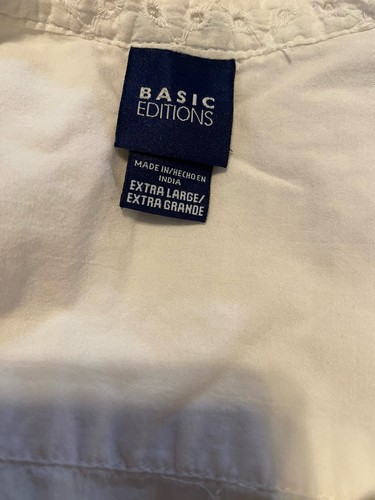 BASIC
EDITIONS
MADE IN/HECHO EN
INDIA
EXTRA LARGE/
EXTRA GRANDE